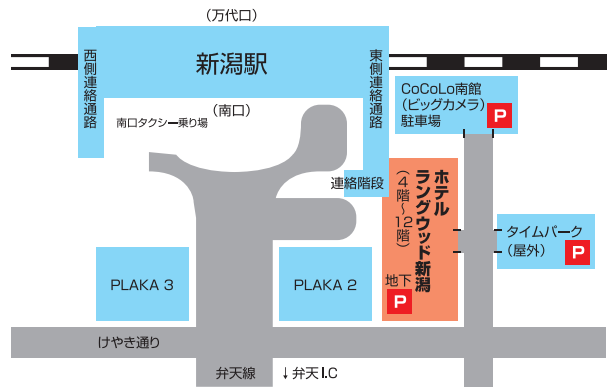 （万代口）
新潟駅
西側連絡通路
東側連絡通路
（南口）
南口タクシー乗り場
CoCoLo南館
（ビッグカメラ）
駐車場
P
連絡階段
ホテル
ラングウッド新潟
（４階〜12階）
地下
P
タイムパーク
（屋外）
P
PLAKA 3
PLAKA 2
けやき通り
弁天線
↓弁天I.C